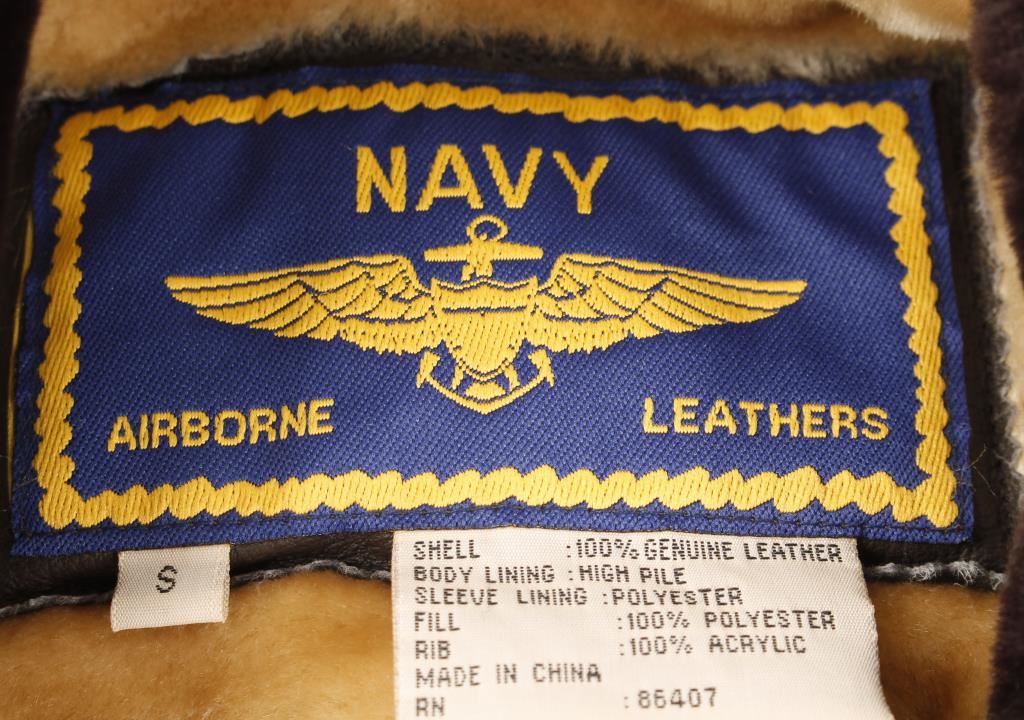 NAVY
AIRBORNE LEATHERS
S
SHELL :100% GENUINE LEATHER
BODY LINING : HIGH PILE
SLEEVE LINING :POLYESTER
FILL :100% POLYESTER
RIB :100% ACRYLIC
MADE IN CHINA
RN : 86407